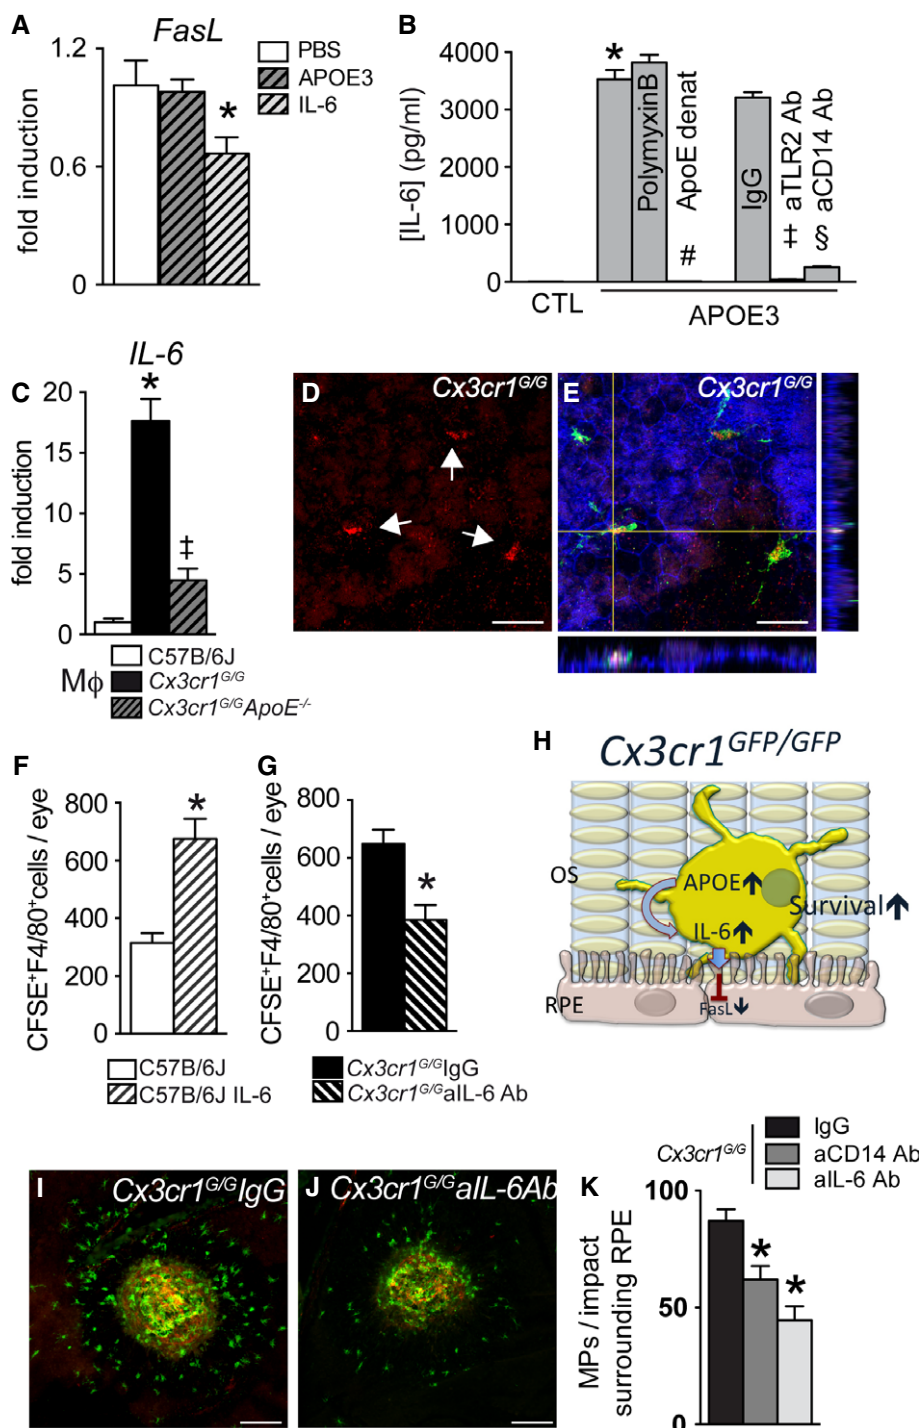 A
FasL
fold induction
1.2
0.6
0
*
PBS
APOE3
IL-6
B
[IL-6] (pg/ml)
4000
3000
2000
1000
0
*
PolymyxinB
ApoE denat
#
IgG
‡ aTLR2 Ab
§ aCD14 Ab
CTL
APOE3
C
IL-6
fold induction
20
15
10
5
0
*
‡
Mϕ
C57B/6J
Cx3cr1G/G
Cx3cr1G/GApoE-/-
D
Cx3cr1G/G
E
Cx3cr1G/G
F
CFSE+F4/80+cells / eye
800
600
400
200
0
*
C57B/6J
C57B/6J IL-6
G
CFSE+F4/80+cells / eye
800
600
400
200
0
*
Cx3cr1G/GIgG
Cx3cr1G/GaIL-6 Ab
H
Cx3cr1GFP/GFP
OS
APOE
Survival
IL-6
RPE
FasL
I
Cx3cr1G/GIgG
J
Cx3cr1G/GaIL-6Ab
K
Cx3cr1G/G
IgG
aCD14 Ab
aIL-6 Ab
MPs / impact
surrounding RPE
100
50
0
*
*